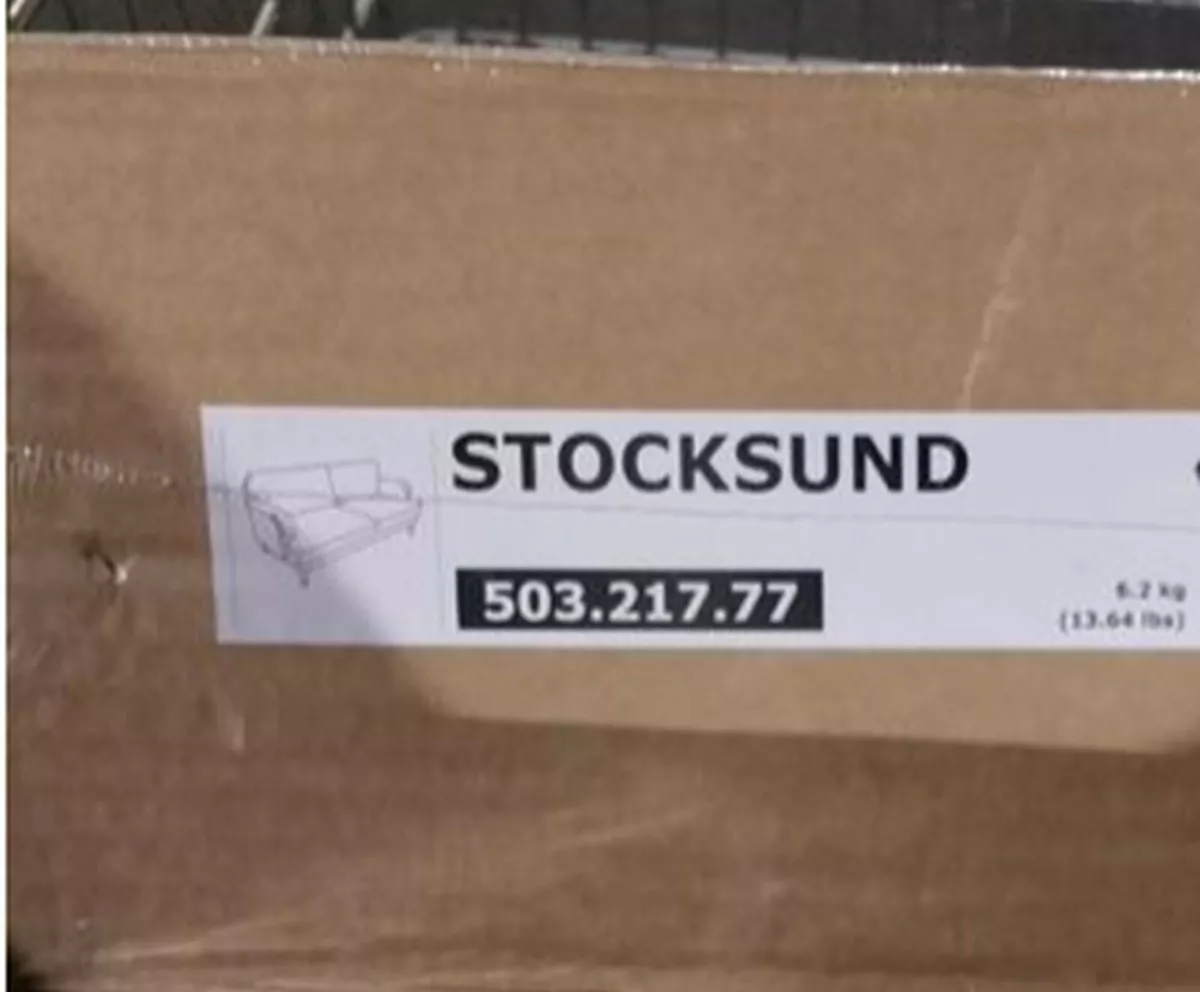 STOCKSUND
503.217.77
6.2 kg
(13.64 lbs)